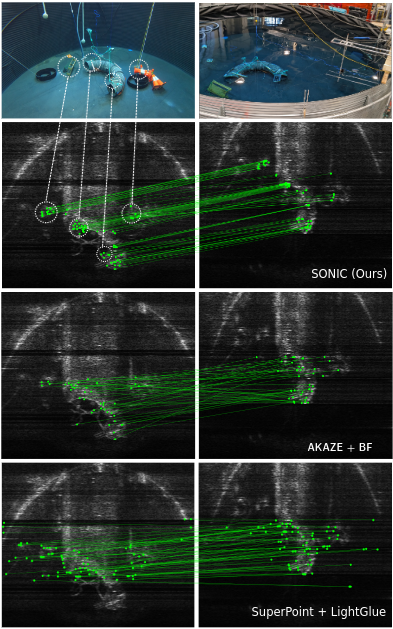 SONIC (Ours)
AKAZE + BF
SuperPoint + LightGlue